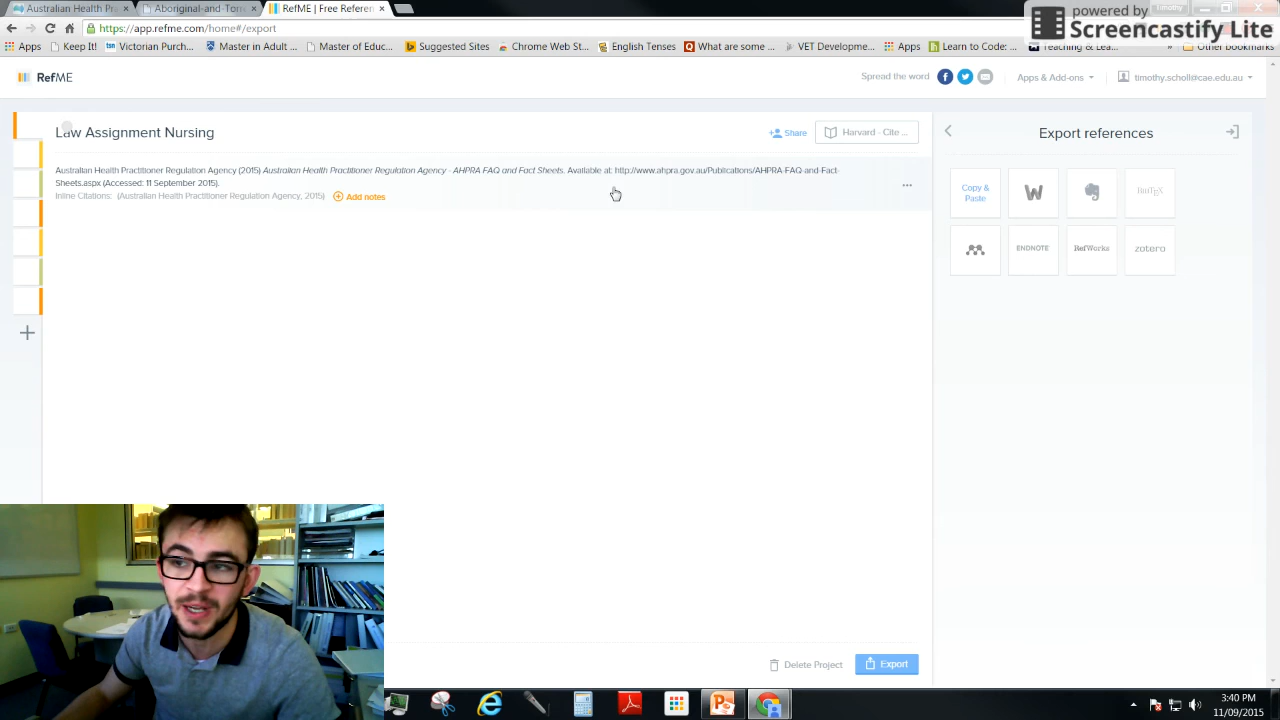 Australian Health Pra
Aboriginal-and-Torre
RefME | Free Referen
Timothy
powered by
Screencastify Lite
https://app.refme.com/home#/export
Apps
Keep It!
Victorian Purchin
Master in Adult
Master of Educ
Suggested Sites
Chrome Web St
English Tenses
What are some
VET Developme
Apps
Learn to Code:
Teaching & Lea
Other bookmarks
RefME
Spread the word
Apps & Add-ons
timothy.scholl@cae.edu.au
Law Assignment Nursing
Share
Harvard - Cite ...
Export references
Australian Health Practitioner Regulation Agency (2015) Australian Health Practitioner Regulation Agency - AHPRA FAQ and Fact Sheets. Available at: http://www.ahpra.gov.au/Publications/AHPRA-FAQ-and-Fact-
Sheets.aspx (Accessed: 11 September 2015).
Inline Citations: (Australian Health Practitioner Regulation Agency, 2015)
Add notes
Copy &
Paste
W
BIBTEX
ENDNOTE
RefWorks
zotero
Delete Project
Export
3:40 PM
11/09/2015